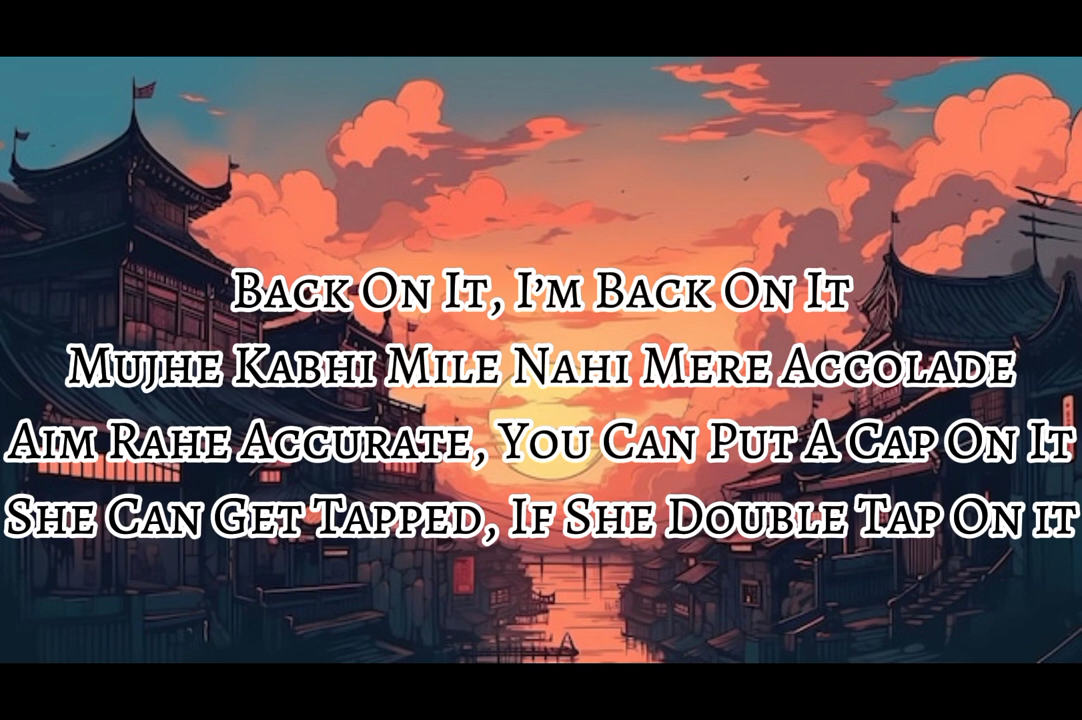 Back On It, I'm Back On It
Mujhe Kabhi Mile Nahi Mere Accolade
Aim Rahe Accurate, You Can Put A Cap On It
She Can Get Tapped, If She Double Tap On it